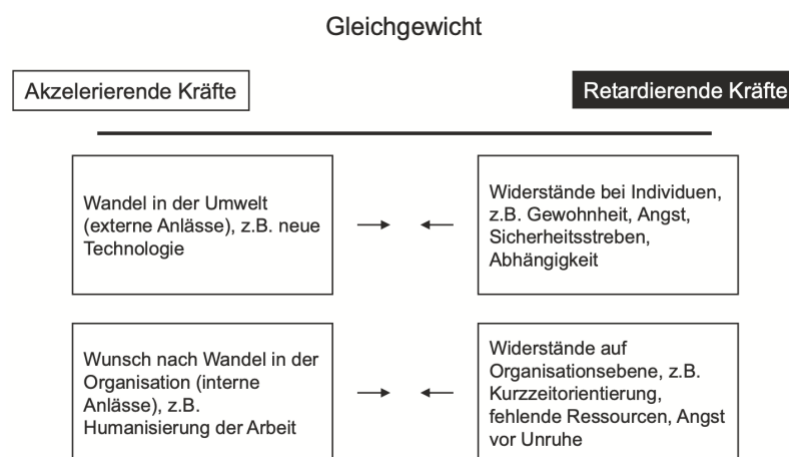 Gleichgewicht
Akzelerierende Kräfte
Retardierende Kräfte
Wandel in der Umwelt
(externe Anlässe), z.B. neue
Technologie
Widerstände bei Individuen,
z.B. Gewohnheit, Angst,
Sicherheitsstreben,
Abhängigkeit
Wunsch nach Wandel in der
Organisation (interne
Anlässe), z.B.
Humanisierung der Arbeit
Widerstände auf
Organisationsebene, z.B.
Kurzzeitorientierung,
fehlende Ressourcen, Angst
vor Unruhe